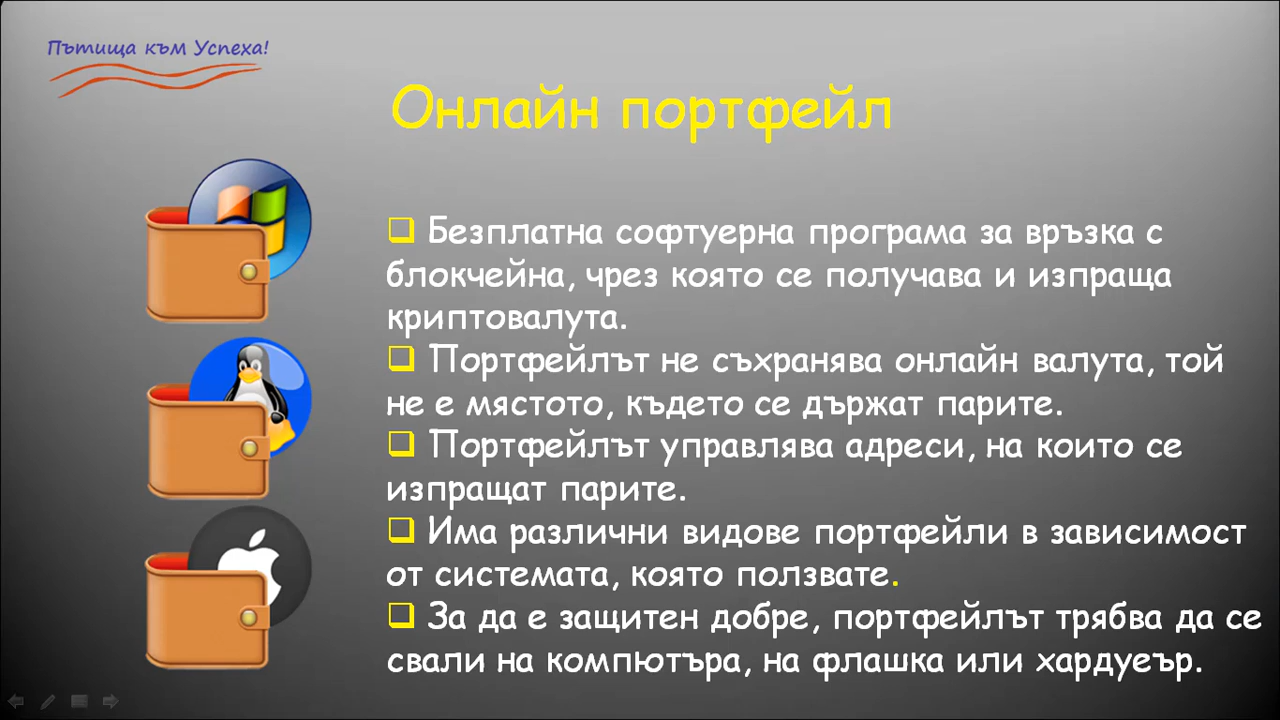 Пътища към Успеха!
Онлайн портфейл
Безплатна софтуерна програма за връзка с
блокчейна, чрез която се получава и изпраща
криптовалута.
Портфейлът не съхранява онлайн валута, той
не е мястото, където се държат парите.
Портфейлът управлява адреси, на които се
изпращат парите.
Има различни видове портфейли в зависимост
от системата, която ползвате.
За да е защитен добре, портфейлът трябва да се
свали на компютъра, на флашка или хардуеър.